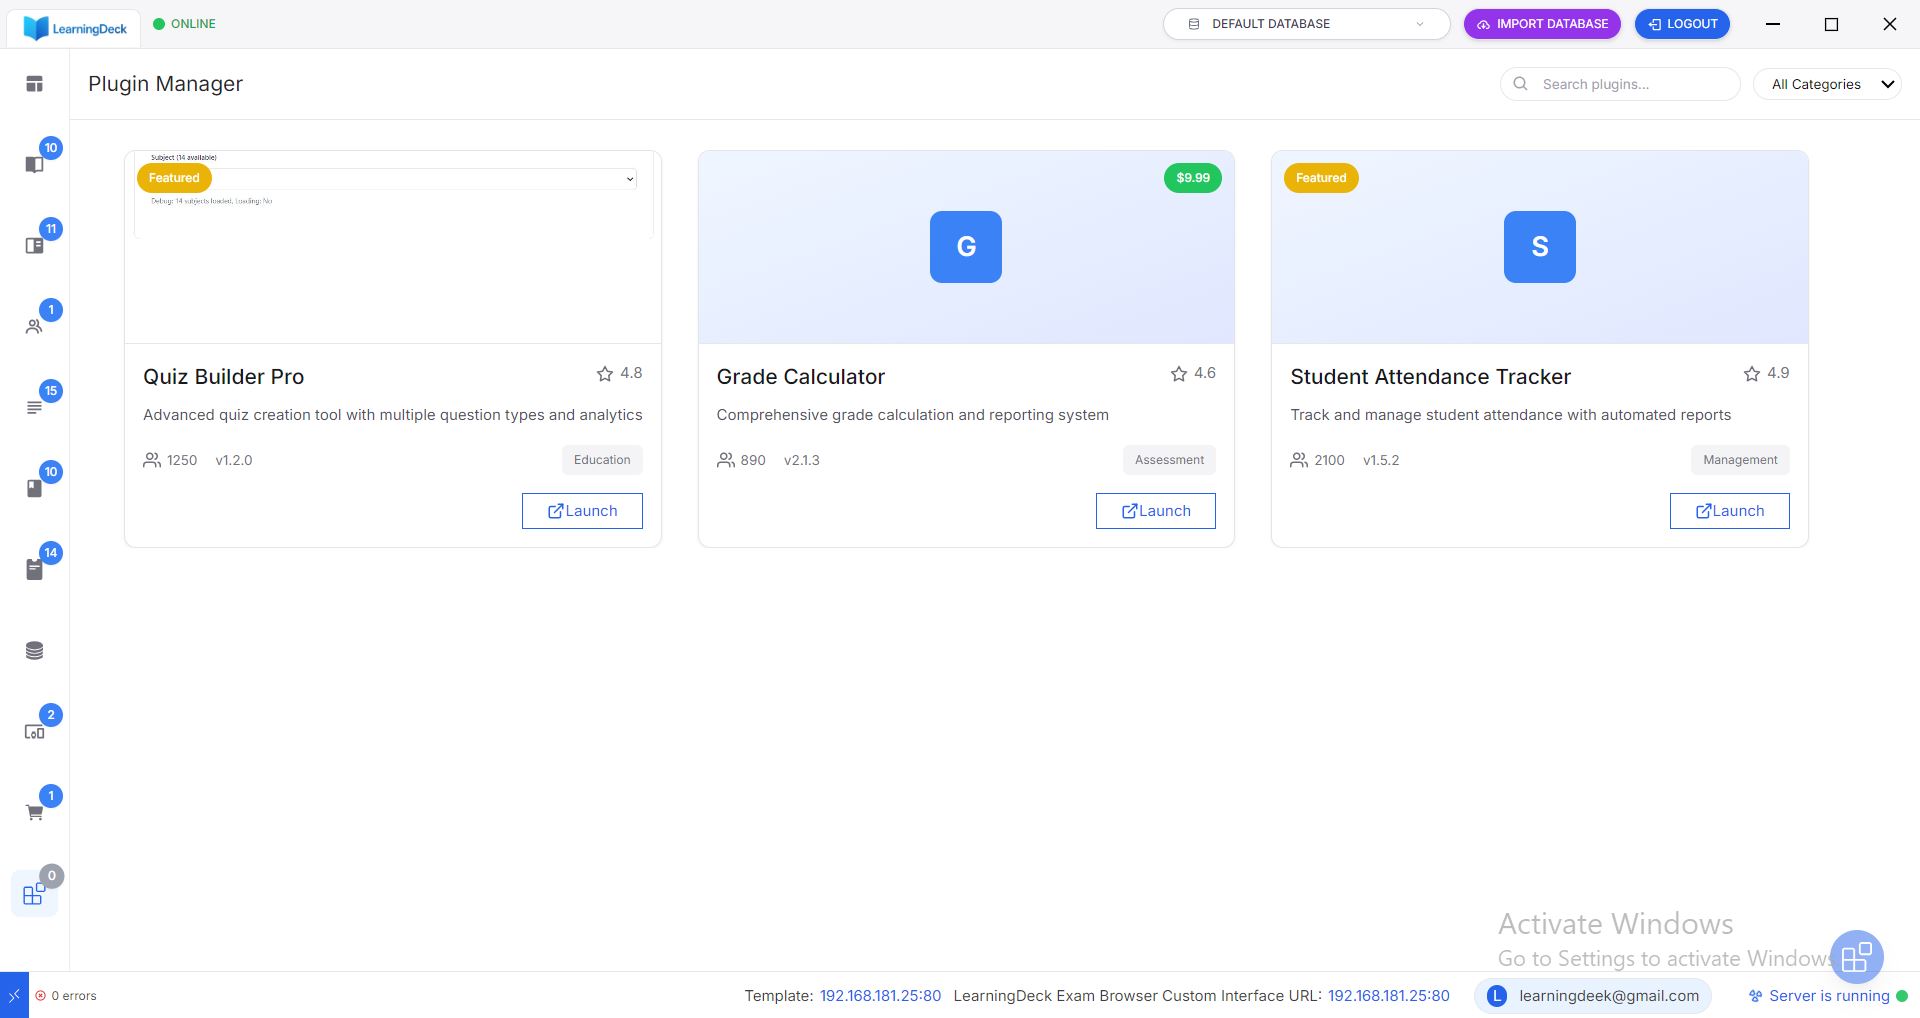 LearningDeck
ONLINE
DEFAULT DATABASE
IMPORT DATABASE
LOGOUT
Plugin Manager
Search plugins...
All Categories
10
11
1
15
10
14
2
1
0
Subject (14 available)
Featured
Debug: 14 subjects loaded, Loading: No
Quiz Builder Pro
4.8
Advanced quiz creation tool with multiple question types and analytics
1250 v1.2.0
Education
Launch
$9.99
G
Grade Calculator
4.6
Comprehensive grade calculation and reporting system
890 v2.1.3
Assessment
Launch
Featured
S
Student Attendance Tracker
4.9
Track and manage student attendance with automated reports
2100 v1.5.2
Management
Launch
Activate Windows
Go to Settings to activate Windows
0 errors
Template: 192.168.181.25:80 LearningDeck Exam Browser Custom Interface URL: 192.168.181.25:80
L learningdeek@gmail.com
Server is running